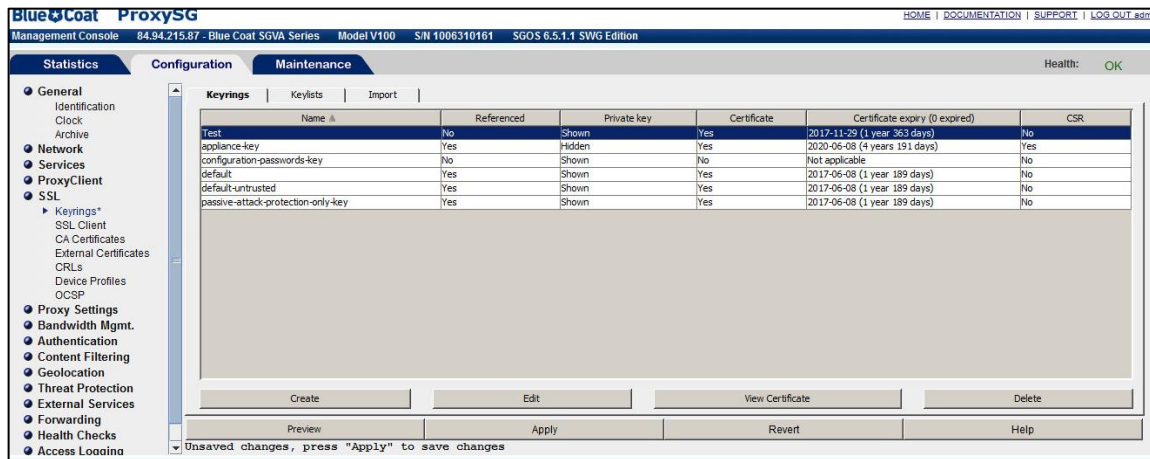 Blue Coat ProxySG
HOME | DOCUMENTATION | SUPPORT | LOG OUT adm
Management Console 84.94.215.87 - Blue Coat SGVA Series Model V100 S/N 1006310161 SGOS 6.5.1.1 SWG Edition
Statistics Configuration Maintenance Health: OK
General
Identification
Clock
Archive
Network
Services
ProxyClient
SSL
Keyrings*
SSL Client
CA Certificates
External Certificates
CRLs
Device Profiles
OCSP
Proxy Settings
Bandwidth Mgmt.
Authentication
Content Filtering
Geolocation
Threat Protection
External Services
Forwarding
Health Checks
Access Logging
Keyrings | Keylists | Import |
Name Referenced Private key Certificate Certificate expiry (0 expired) CSR
Test No Shown Yes 2017-11-29 (1 year 363 days) No
appliance-key Yes Hidden Yes 2020-06-08 (4 years 191 days) Yes
configuration-passwords-key No Shown No Not applicable No
default Yes Shown Yes 2017-06-08 (1 year 189 days) No
default-untrusted Yes Shown Yes 2017-06-08 (1 year 189 days) No
passive-attack-protection-only-key Yes Shown Yes 2017-06-08 (1 year 189 days) No
Create Edit View Certificate Delete
Preview Apply Revert Help
Unsaved changes, press "Apply" to save changes